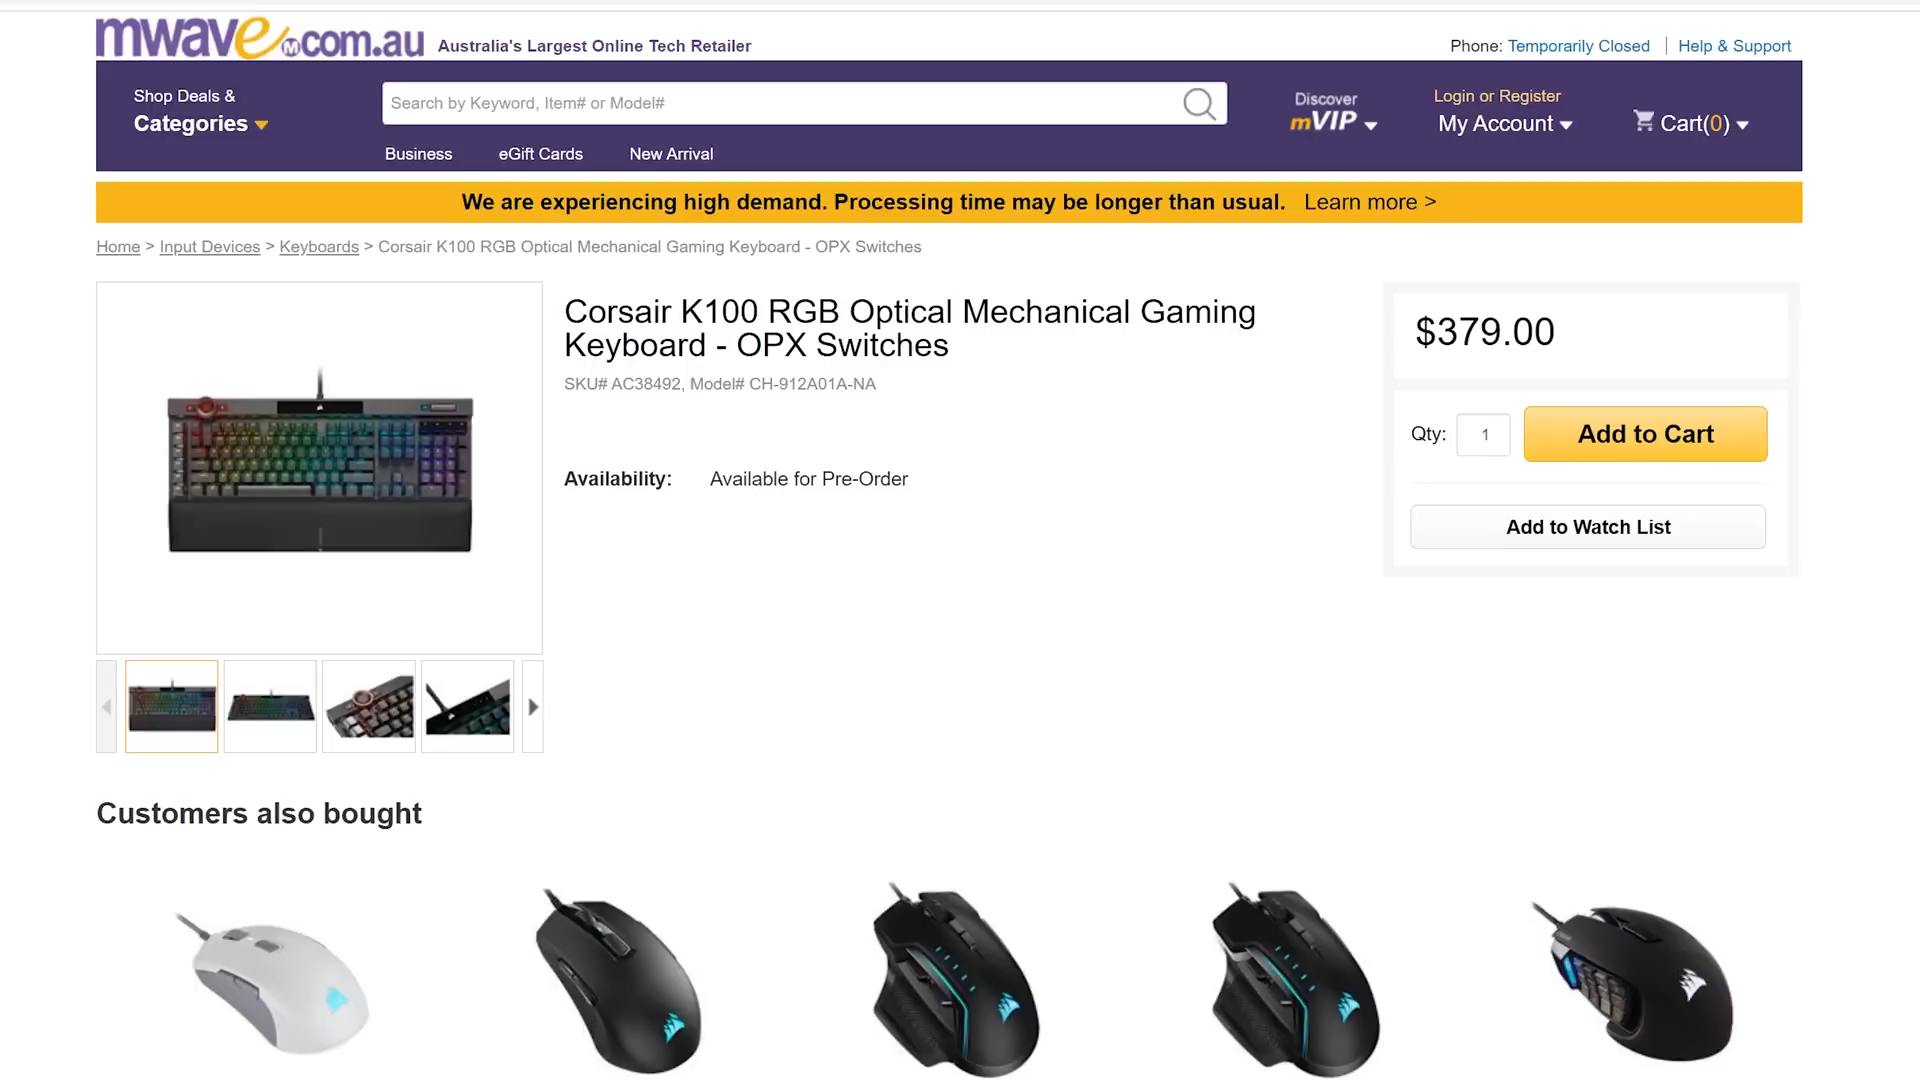 mwave.com.au Australia's Largest Online Tech Retailer
Phone: Temporarily Closed | Help & Support
Shop Deals &
Categories
Search by Keyword, Item# or Model#
Discover
mVIP
Login or Register
My Account
Cart(0)
Business eGift Cards New Arrival
We are experiencing high demand. Processing time may be longer than usual. Learn more >
Home > Input Devices > Keyboards > Corsair K100 RGB Optical Mechanical Gaming Keyboard - OPX Switches
Corsair K100 RGB Optical Mechanical Gaming
Keyboard - OPX Switches
SKU# AC38492, Model# CH-912A01A-NA
Availability: Available for Pre-Order
$379.00
Qty: 1 Add to Cart
Add to Watch List
Customers also bought